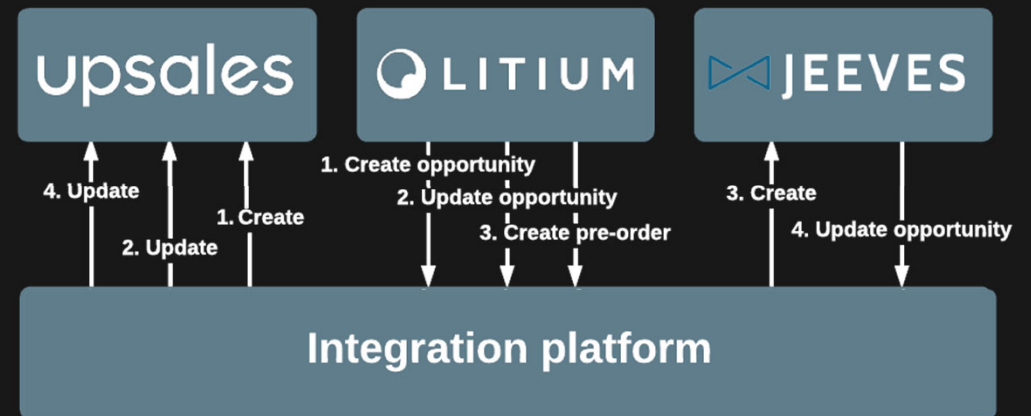 upsales
LITIUM
JEEVES
1. Create opportunity
4. Update
2. Update opportunity
3. Create
1. Create
3. Create pre-order
4. Update opportunity
2. Update
Integration platform